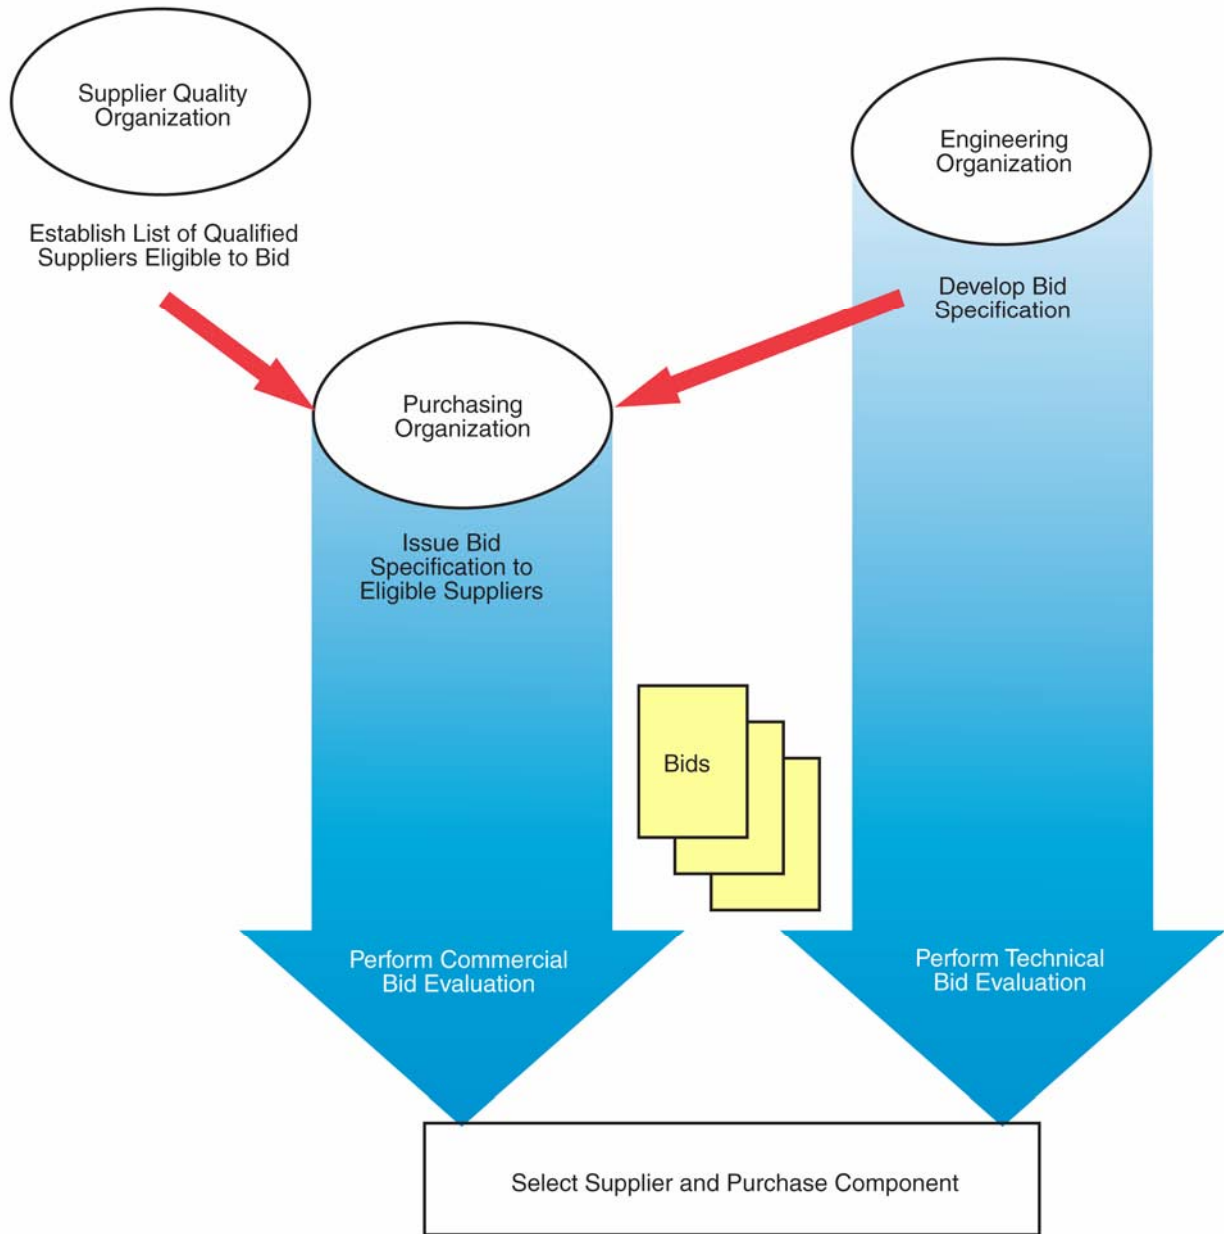 Supplier Quality
Organization
Engineering
Organization
Establish List of Qualified
Suppliers Eligible to Bid
Develop Bid
Specification
Purchasing
Organization
Issue Bid
Specification to
Eligible Suppliers
Bids
Perform Commercial
Bid Evaluation
Perform Technical
Bid Evaluation
Select Supplier and Purchase Component